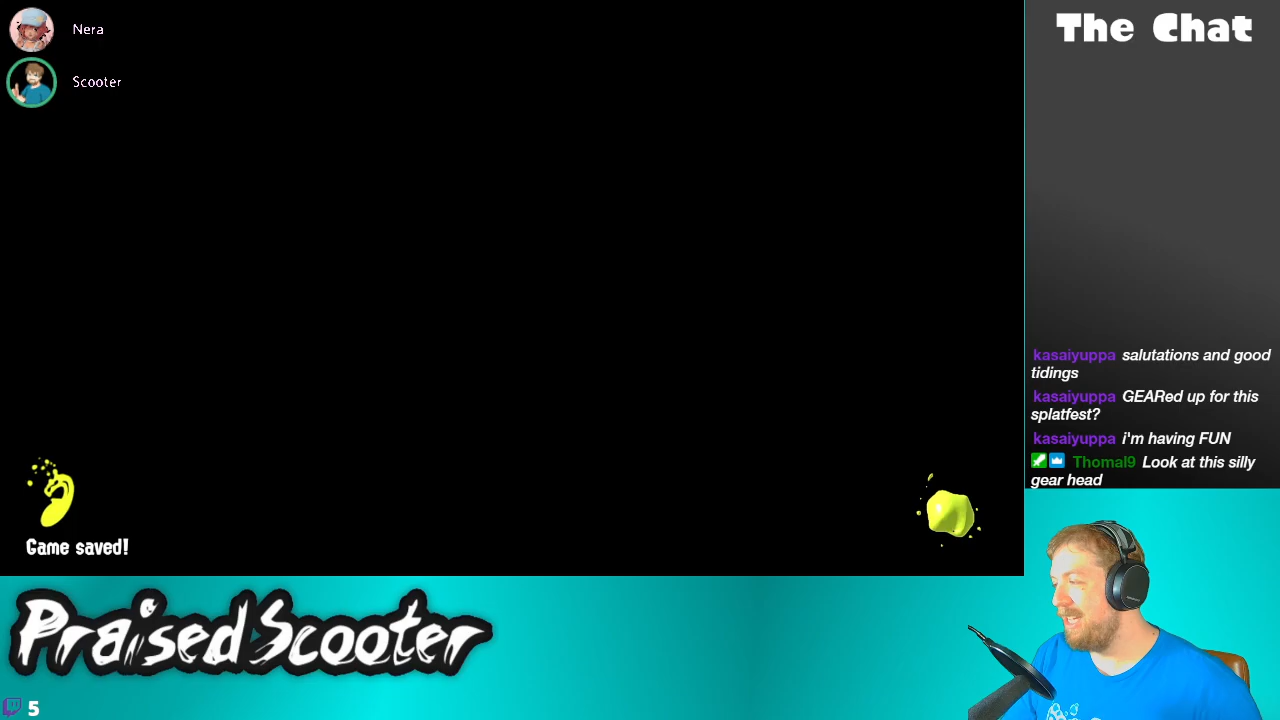 Nera
Scooter
The Chat
kasaiyuppa salutations and good
tidings
kasaiyuppa GEARed up for this
splatfest?
kasaiyuppa i'm having FUN
Thomal9 Look at this silly
gear head
Game saved!
PraisedScooter
5